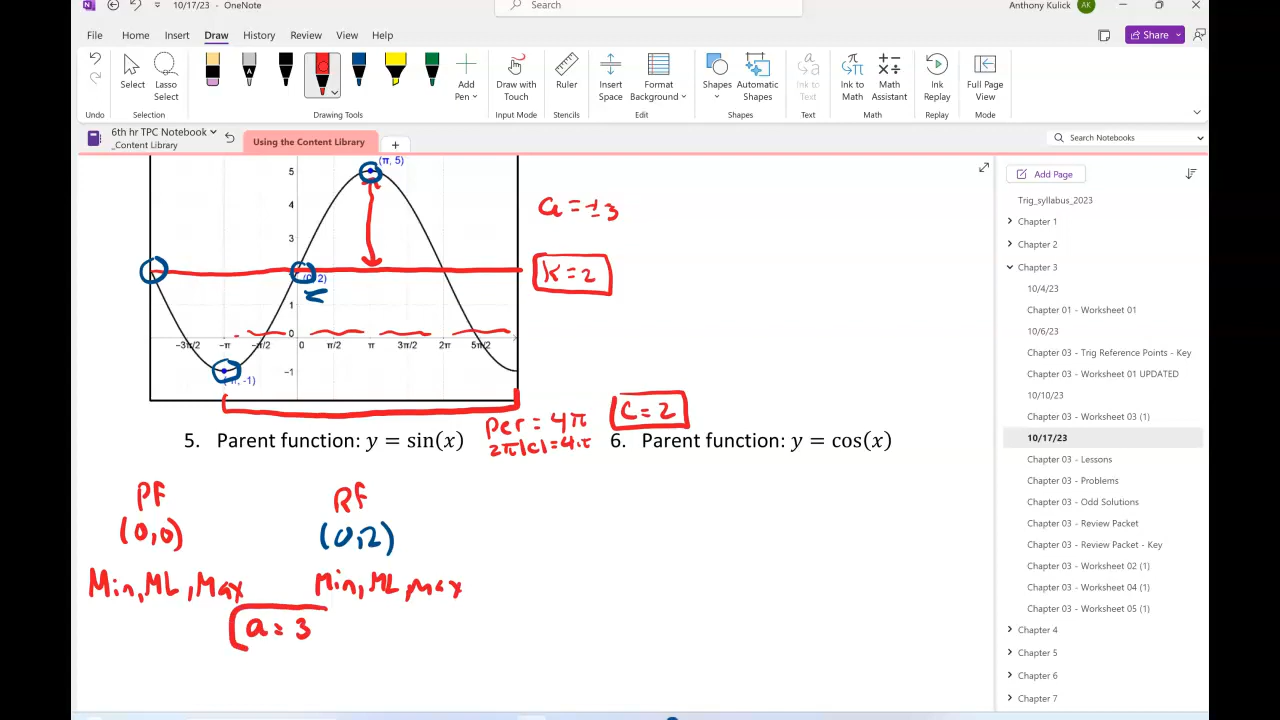 10/17/23 - OneNote
Search
Anthony Kulick
AK
File Home Insert Draw History Review View Help
Share
Undo
Select
Lasso Select
Add Pen
Draw with Touch
Ruler
Insert Space
Format Background
Shapes
Automatic Shapes
Ink to Text
Ink to Math
Math Assistant
Ink Replay
Full Page View
Undo Drawing Tools Input Mode Stencils Edit Shapes Text Math Replay Mode
6th hr TPC Notebook
_Content Library
Using the Content Library
Search Notebooks
Add Page
Trig_syllabus_2023
Chapter 1
Chapter 2
Chapter 3
10/4/23
Chapter 01 - Worksheet 01
10/6/23
Chapter 03 - Trig Reference Points - Key
Chapter 03 - Worksheet 01 UPDATED
10/10/23
Chapter 03 - Worksheet 03 (1)
10/17/23
Chapter 03 - Lessons
Chapter 03 - Problems
Chapter 03 - Odd Solutions
Chapter 03 - Review Packet
Chapter 03 - Review Packet - Key
Chapter 03 - Worksheet 02 (1)
Chapter 03 - Worksheet 04 (1)
Chapter 03 - Worksheet 05 (1)
Chapter 4
Chapter 5
Chapter 6
Chapter 7
(π, 5)
5
4
3
1
0
−1
−3π/2 −π −π/2 0 π/2 π 3π/2 2π 5π/2
a = ±3
K = 2
C = 2
Per = 4π
2π|c| = 4π
5. Parent function: y = sin(x)
6. Parent function: y = cos(x)
PF RF
(0,0) (0,2)
Min, ML, Max Min, ML, Max
a = 3